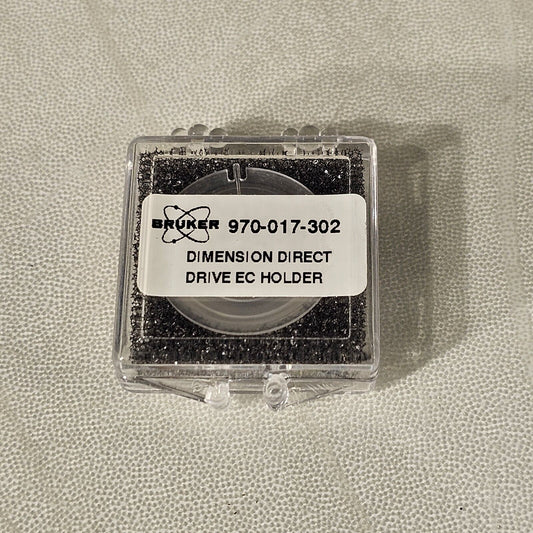 BRUKER 970-017-302
DIMENSION DIRECT
DRIVE EC HOLDER